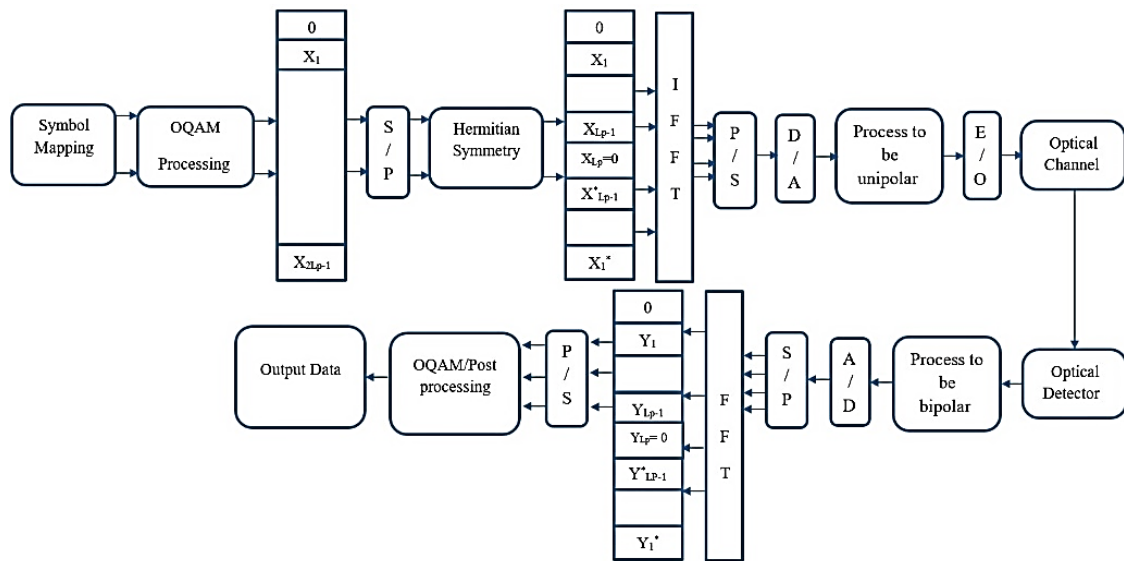 Symbol
Mapping
OQAM
Processing
0
X₁
X₂Lp-1
S
/
P
Hermitian
Symmetry
0
X₁
XLp-1
XLp=0
X*Lp-1
X₁*
I
F
F
T
P
/
S
D
/
A
Process to
be
unipolar
E
/
O
Optical
Channel
Output Data
OQAM/Post
processing
P
/
S
0
Y₁
YLp-1
YLp= 0
Y*LP-1
Y₁*
F
F
T
S
/
P
A
/
D
Process to
be
bipolar
Optical
Detector